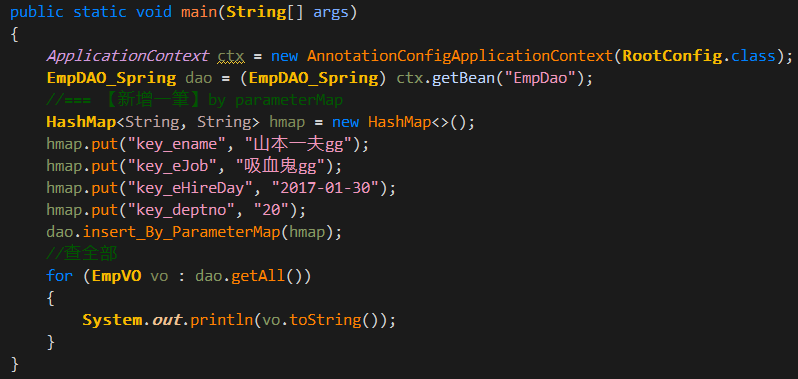 public static void main(String[] args)
{
ApplicationContext ctx = new AnnotationConfigApplicationContext(RootConfig.class);
EmpDAO_Spring dao = (EmpDAO_Spring) ctx.getBean("EmpDao");
//=== 【新增一筆】by parameterMap
HashMap<String, String> hmap = new HashMap<>();
hmap.put("key_ename", "山本一夫gg");
hmap.put("key_eJob", "吸血鬼gg");
hmap.put("key_eHireDay", "2017-01-30");
hmap.put("key_deptno", "20");
dao.insert_By_ParameterMap(hmap);
//查全部
for (EmpVO vo : dao.getAll())
{
System.out.println(vo.toString());
}
}